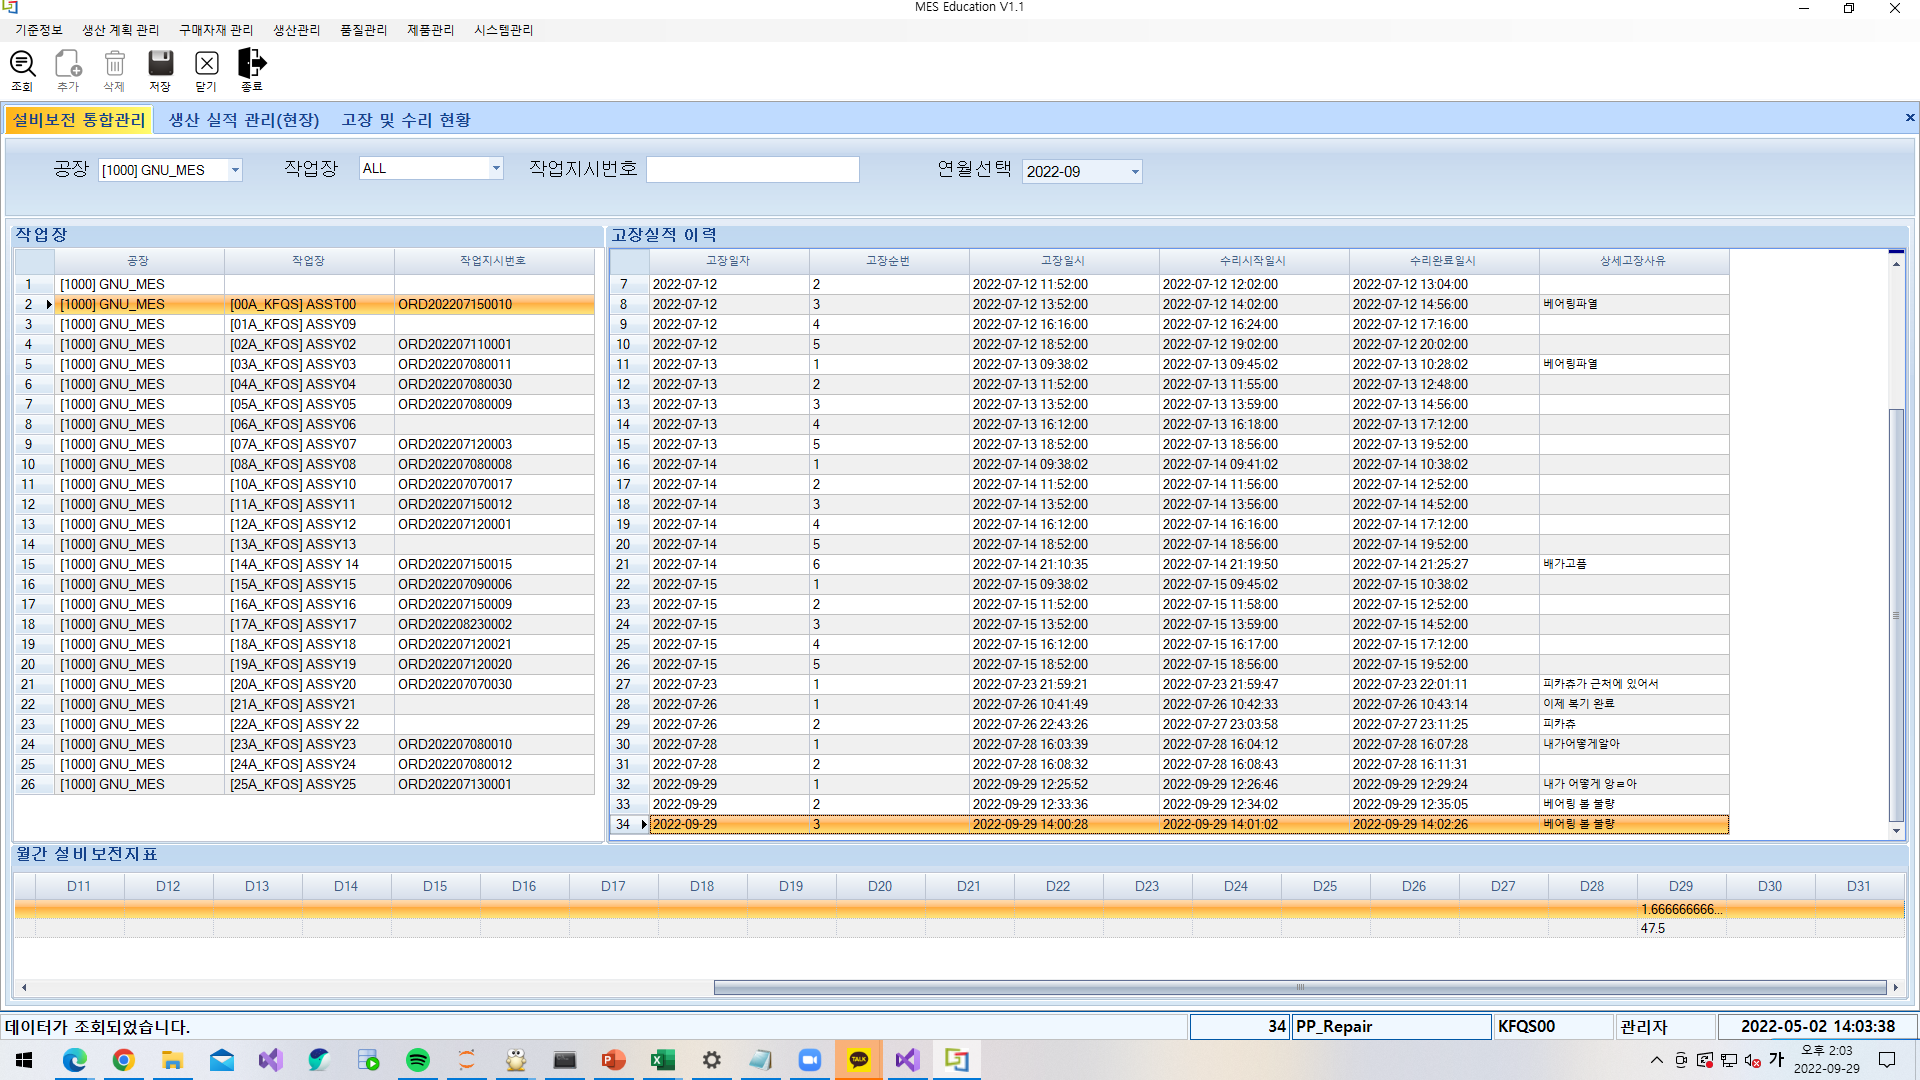 MES Education V1.1
기준정보 생산 계획 관리 구매자재 관리 생산관리 품질관리 제품관리 시스템관리
조회 추가 삭제 저장 닫기 종료
설비보전 통합관리 생산 실적 관리(현장) 고장 및 수리 현황
공장 [1000] GNU_MES 작업장 ALL 작업지시번호 연월선택 2022-09
작업장
공장 작업장 작업지시번호
1 [1000] GNU_MES
2 [1000] GNU_MES [00A_KFQS] ASST00 ORD202207150010
3 [1000] GNU_MES [01A_KFQS] ASSY09
4 [1000] GNU_MES [02A_KFQS] ASSY02 ORD202207110001
5 [1000] GNU_MES [03A_KFQS] ASSY03 ORD202207080011
6 [1000] GNU_MES [04A_KFQS] ASSY04 ORD202207080030
7 [1000] GNU_MES [05A_KFQS] ASSY05 ORD202207080009
8 [1000] GNU_MES [06A_KFQS] ASSY06
9 [1000] GNU_MES [07A_KFQS] ASSY07 ORD202207120003
10 [1000] GNU_MES [08A_KFQS] ASSY08 ORD202207080008
11 [1000] GNU_MES [10A_KFQS] ASSY10 ORD202207070017
12 [1000] GNU_MES [11A_KFQS] ASSY11 ORD202207150012
13 [1000] GNU_MES [12A_KFQS] ASSY12 ORD202207120001
14 [1000] GNU_MES [13A_KFQS] ASSY13
15 [1000] GNU_MES [14A_KFQS] ASSY 14 ORD202207150015
16 [1000] GNU_MES [15A_KFQS] ASSY15 ORD202207090006
17 [1000] GNU_MES [16A_KFQS] ASSY16 ORD202207150009
18 [1000] GNU_MES [17A_KFQS] ASSY17 ORD202208230002
19 [1000] GNU_MES [18A_KFQS] ASSY18 ORD202207120021
20 [1000] GNU_MES [19A_KFQS] ASSY19 ORD202207120020
21 [1000] GNU_MES [20A_KFQS] ASSY20 ORD202207070030
22 [1000] GNU_MES [21A_KFQS] ASSY21
23 [1000] GNU_MES [22A_KFQS] ASSY 22
24 [1000] GNU_MES [23A_KFQS] ASSY23 ORD202207080010
25 [1000] GNU_MES [24A_KFQS] ASSY24 ORD202207080012
26 [1000] GNU_MES [25A_KFQS] ASSY25 ORD202207130001
고장실적 이력
고장일자 고장순번 고장일시 수리시작일시 수리완료일시 상세고장사유
7 2022-07-12 2 2022-07-12 11:52:00 2022-07-12 12:02:00 2022-07-12 13:04:00
8 2022-07-12 3 2022-07-12 13:52:00 2022-07-12 14:02:00 2022-07-12 14:56:00 베어링파열
9 2022-07-12 4 2022-07-12 16:16:00 2022-07-12 16:24:00 2022-07-12 17:16:00
10 2022-07-12 5 2022-07-12 18:52:00 2022-07-12 19:02:00 2022-07-12 20:02:00
11 2022-07-13 1 2022-07-13 09:38:02 2022-07-13 09:45:02 2022-07-13 10:28:02 베어링파열
12 2022-07-13 2 2022-07-13 11:52:00 2022-07-13 11:55:00 2022-07-13 12:48:00
13 2022-07-13 3 2022-07-13 13:52:00 2022-07-13 13:59:00 2022-07-13 14:56:00
14 2022-07-13 4 2022-07-13 16:12:00 2022-07-13 16:18:00 2022-07-13 17:12:00
15 2022-07-13 5 2022-07-13 18:52:00 2022-07-13 18:56:00 2022-07-13 19:52:00
16 2022-07-14 1 2022-07-14 09:38:02 2022-07-14 09:41:02 2022-07-14 10:38:02
17 2022-07-14 2 2022-07-14 11:52:00 2022-07-14 11:56:00 2022-07-14 12:52:00
18 2022-07-14 3 2022-07-14 13:52:00 2022-07-14 13:56:00 2022-07-14 14:52:00
19 2022-07-14 4 2022-07-14 16:12:00 2022-07-14 16:16:00 2022-07-14 17:12:00
20 2022-07-14 5 2022-07-14 18:52:00 2022-07-14 18:56:00 2022-07-14 19:52:00
21 2022-07-14 6 2022-07-14 21:10:35 2022-07-14 21:19:50 2022-07-14 21:25:27 배가고픔
22 2022-07-15 1 2022-07-15 09:38:02 2022-07-15 09:45:02 2022-07-15 10:38:02
23 2022-07-15 2 2022-07-15 11:52:00 2022-07-15 11:58:00 2022-07-15 12:52:00
24 2022-07-15 3 2022-07-15 13:52:00 2022-07-15 13:59:00 2022-07-15 14:52:00
25 2022-07-15 4 2022-07-15 16:12:00 2022-07-15 16:17:00 2022-07-15 17:12:00
26 2022-07-15 5 2022-07-15 18:52:00 2022-07-15 18:56:00 2022-07-15 19:52:00
27 2022-07-23 1 2022-07-23 21:59:21 2022-07-23 21:59:47 2022-07-23 22:01:11 피카츄가 근처에 있어서
28 2022-07-26 1 2022-07-26 10:41:49 2022-07-26 10:42:33 2022-07-26 10:43:14 이제 복기 완료
29 2022-07-26 2 2022-07-26 22:43:26 2022-07-27 23:03:58 2022-07-27 23:11:25 피카츄
30 2022-07-28 1 2022-07-28 16:03:39 2022-07-28 16:04:12 2022-07-28 16:07:28 내가어떻게알아
31 2022-07-28 2 2022-07-28 16:08:32 2022-07-28 16:08:43 2022-07-28 16:11:31
32 2022-09-29 1 2022-09-29 12:25:52 2022-09-29 12:26:46 2022-09-29 12:29:24 내가 어떻게 앙ㄹ아
33 2022-09-29 2 2022-09-29 12:33:36 2022-09-29 12:34:02 2022-09-29 12:35:05 베어링 볼 불량
34 2022-09-29 3 2022-09-29 14:00:28 2022-09-29 14:01:02 2022-09-29 14:02:26 베어링 볼 불량
월간 설비보전지표
D11 D12 D13 D14 D15 D16 D17 D18 D19 D20 D21 D22 D23 D24 D25 D26 D27 D28 D29 D30 D31
1.666666666...
47.5
데이터가 조회되었습니다. 34 PP_Repair KFQS00 관리자 2022-05-02 14:03:38
TALK 가 오후 2:03
2022-09-29